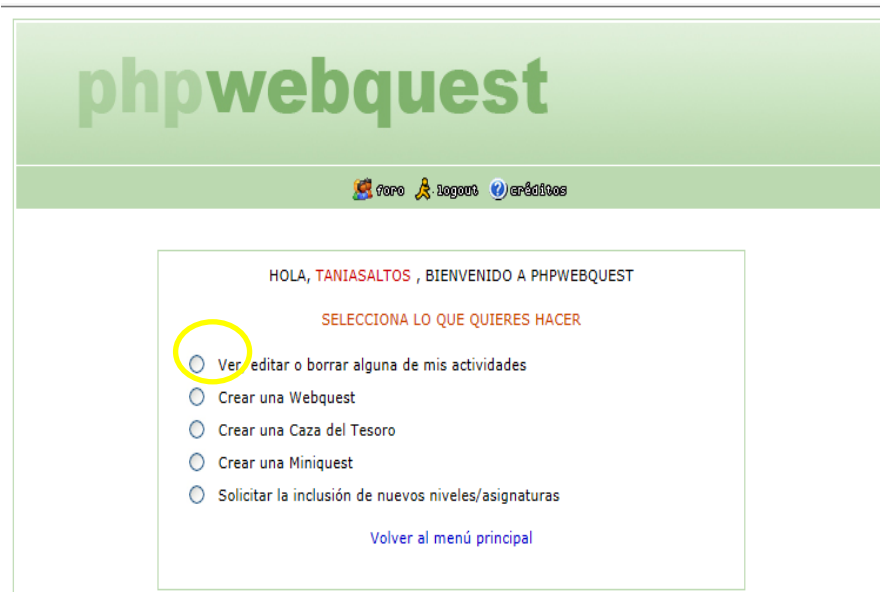 phpwebquest
foro logout créditos
HOLA, TANIASALTOS , BIENVENIDO A PHPWEBQUEST
SELECCIONA LO QUE QUIERES HACER
Ver, editar o borrar alguna de mis actividades
Crear una Webquest
Crear una Caza del Tesoro
Crear una Miniquest
Solicitar la inclusión de nuevos niveles/asignaturas
Volver al menú principal